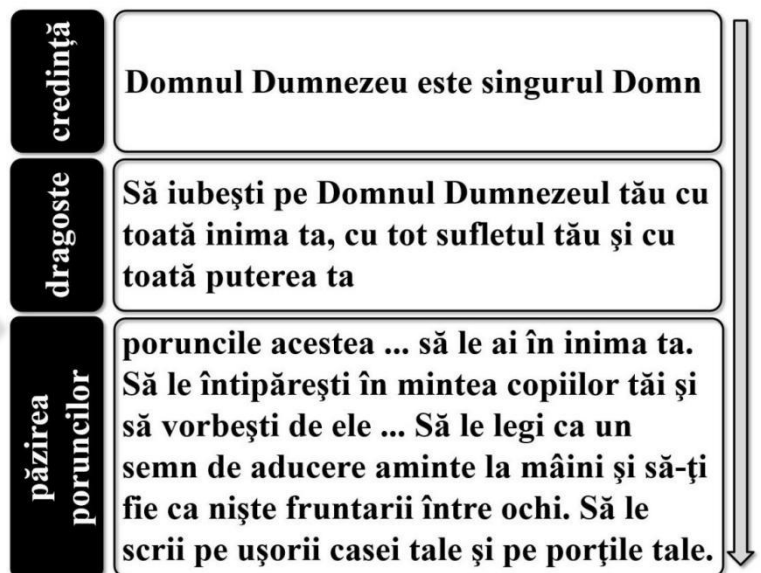 credinţă
Domnul Dumnezeu este singurul Domn
dragoste
Să iubeşti pe Domnul Dumnezeul tău cu
toată inima ta, cu tot sufletul tău şi cu
toată puterea ta
păzirea
poruncilor
poruncile acestea ... să le ai în inima ta.
Să le întipăreşti în mintea copiilor tăi şi
să vorbeşti de ele ... Să le legi ca un
semn de aducere aminte la mâini şi să-ţi
fie ca nişte fruntarii între ochi. Să le
scrii pe uşorii casei tale şi pe porţile tale.